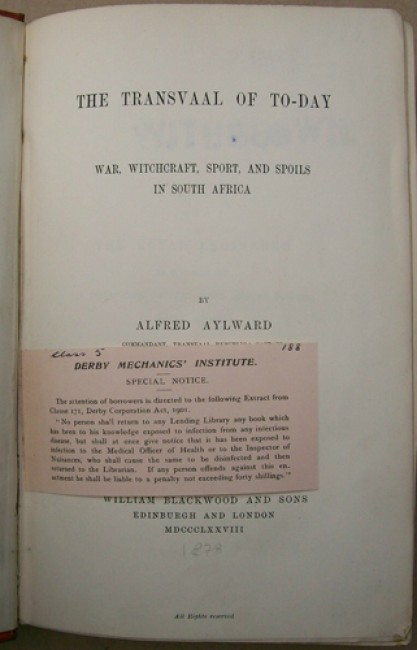 THE TRANSVAAL OF TO-DAY
WAR, WITCHCRAFT, SPORT, AND SPOILS
IN SOUTH AFRICA
BY
ALFRED AYLWARD
COMMANDANT, TRANSVAAL
Class 5
188
DERBY MECHANICS' INSTITUTE.
SPECIAL NOTICE.
The attention of borrowers is directed to the following Extract from
Clause 171, Derby Corporation Act, 1901.
"No person shall return to any Lending Library any book which
has been to his knowledge exposed to infection from any infectious
disease, but shall at once give notice that it has been exposed to
infection to the Medical Officer of Health or to the Inspector of
Nuisances, who shall cause the same to be disinfected and then
returned to the Librarian. If any person offends against this en-
actment he shall be liable to a penalty not exceeding forty shillings."
WILLIAM BLACKWOOD AND SONS
EDINBURGH AND LONDON
MDCCCLXXVIII
All Rights reserved